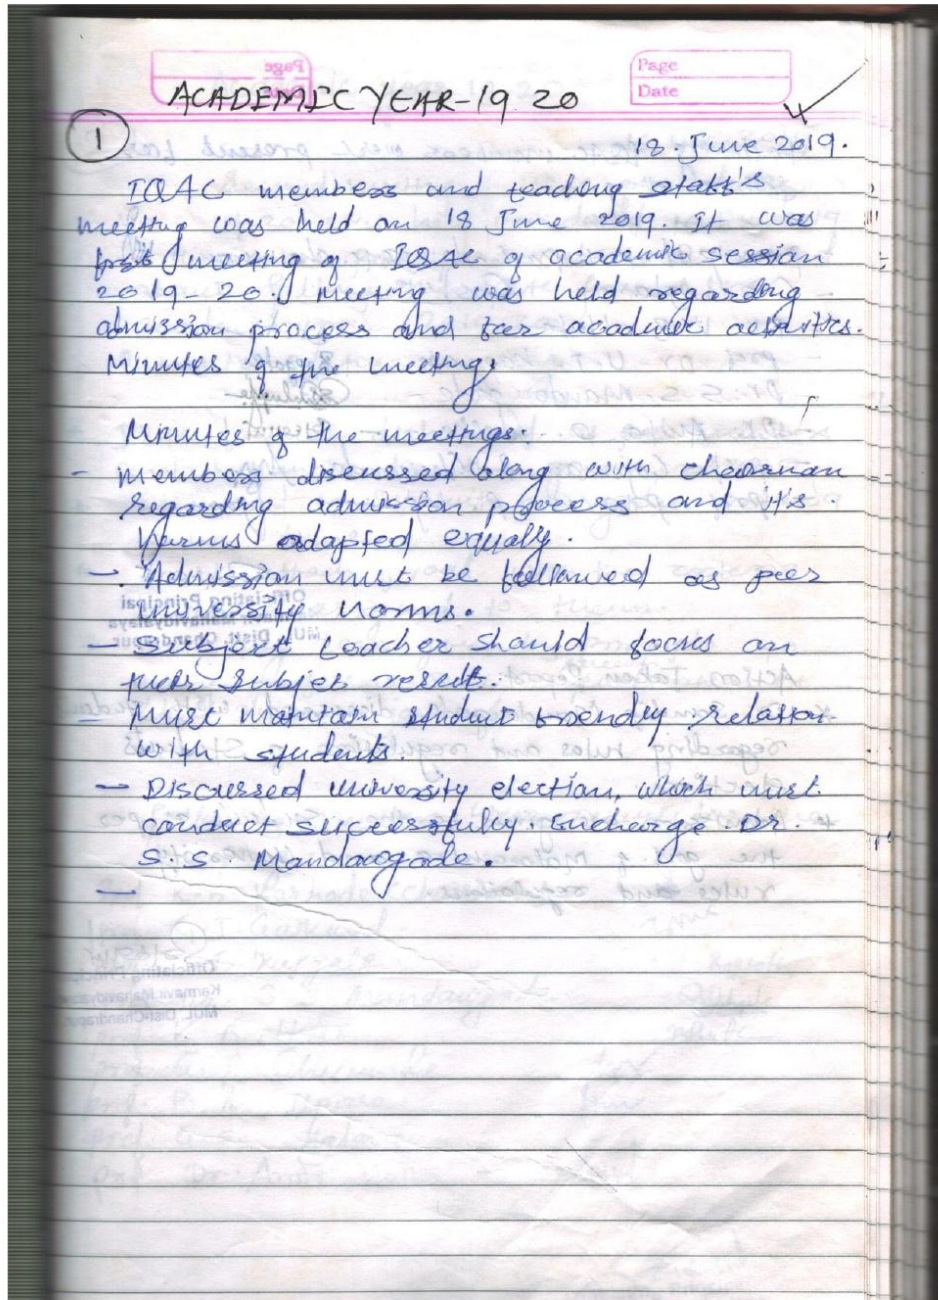 Page
Date
ACADEMIC YEAR-19 20
1
18 June 2019.
IQAC members and teaching staff's
meeting was held on 18 June 2019. It was
first meeting of IQAC of academic session
2019-20. Meeting was held regarding
admission process and academic activities.
Minutes of the meeting.
Minutes of the meetings.
- members discussed along with chairman
regarding admission process and it's
Norms adapted equally.
- Admission must be followed as per
University norms.
- Subject teacher should focus on
their subject result.
- Must maintain student friendly relation
with students.
- Discussed university election, which must
conduct successfully. Encharge Dr.
S.S. Mandavgade.
-